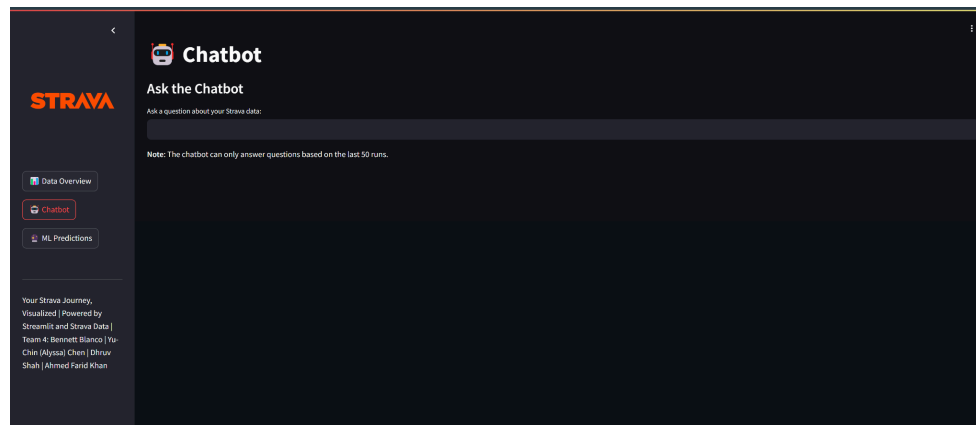 STRAVA
Data Overview
Chatbot
ML Predictions
Your Strava Journey,
Visualized | Powered by
Streamlit and Strava Data |
Team 4: Bennett Blanco | Yu-
Chin (Alyssa) Chen | Dhruv
Shah | Ahmed Farid Khan
Chatbot
Ask the Chatbot
Ask a question about your Strava data:
Note: The chatbot can only answer questions based on the last 50 runs.